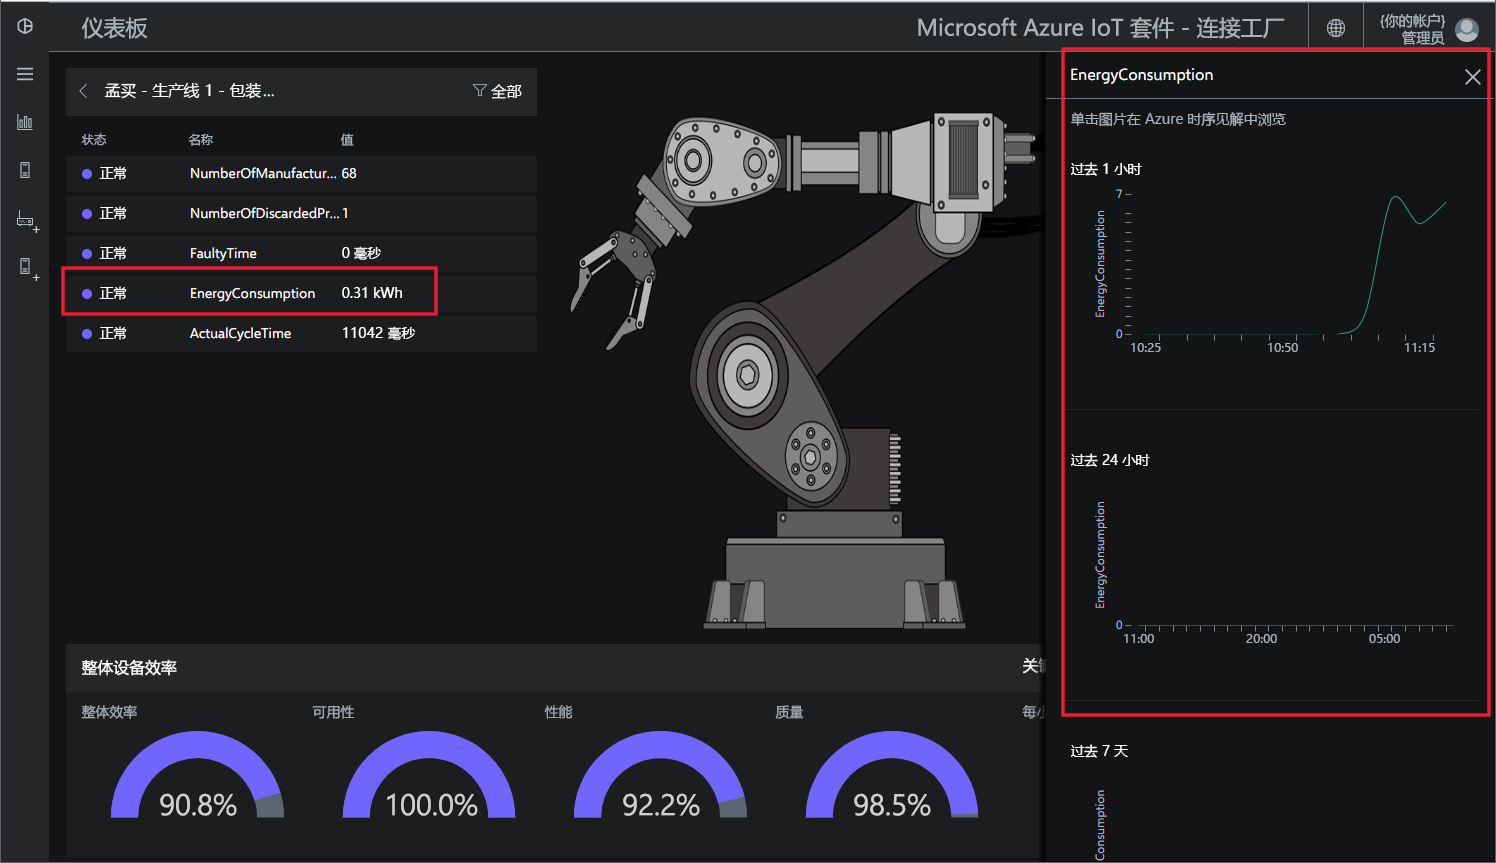 仪表板
Microsoft Azure IoT 套件 - 连接工厂
{你的帐户}
管理员
孟买 - 生产线 1 - 包装...
全部
状态 名称 值
正常 NumberOfManufactur... 68
正常 NumberOfDiscardedPr... 1
正常 FaultyTime 0 毫秒
正常 EnergyConsumption 0.31 kWh
正常 ActualCycleTime 11042 毫秒
整体设备效率
关键
整体效率 可用性 性能 质量 每小
90.8% 100.0% 92.2% 98.5%
EnergyConsumption
单击图片在 Azure 时序见解中浏览
过去 1 小时
7
EnergyConsumption
0
10:25 10:50 11:15
过去 24 小时
EnergyConsumption
0
11:00 20:00 05:00
过去 7 天
Consumption